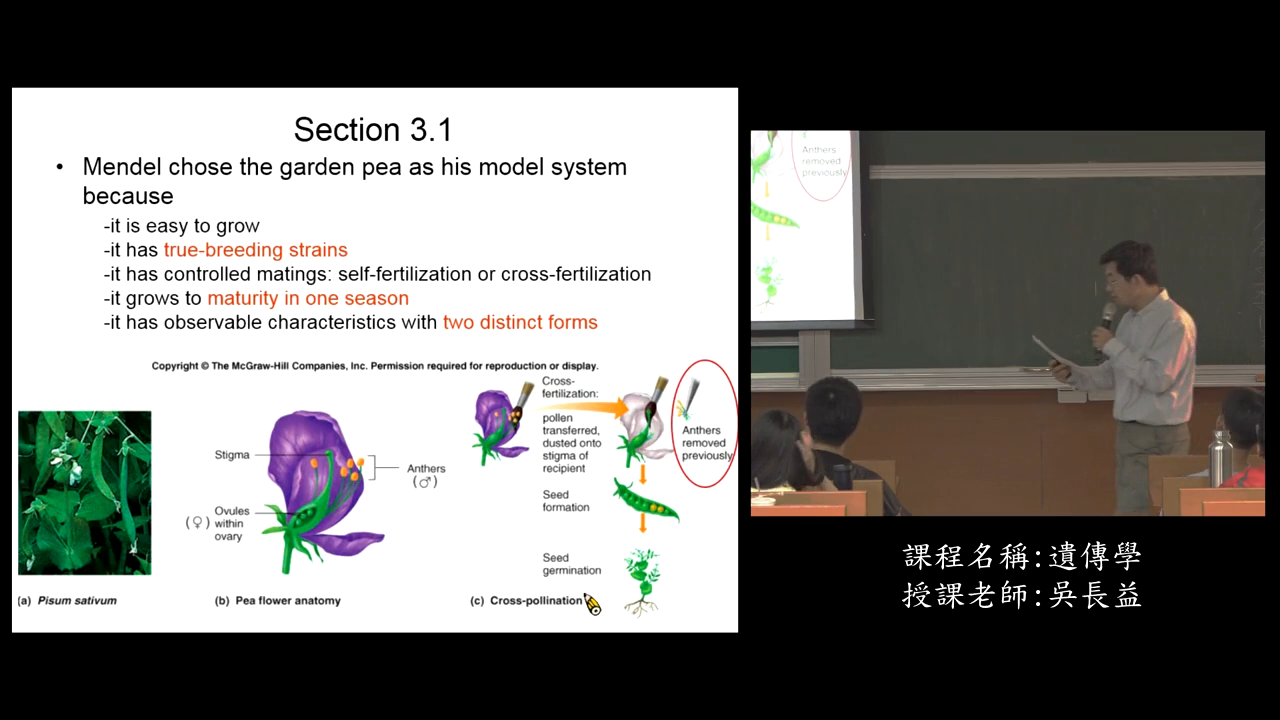 Section 3.1
• Mendel chose the garden pea as his model system
because
-it is easy to grow
-it has true-breeding strains
-it has controlled matings: self-fertilization or cross-fertilization
-it grows to maturity in one season
-it has observable characteristics with two distinct forms
Copyright © The McGraw-Hill Companies, Inc. Permission required for reproduction or display.
(a) Pisum sativum
Stigma
Anthers
(♂)
(♀)
Ovules
within
ovary
(b) Pea flower anatomy
Cross-
fertilization:
pollen
transferred,
dusted onto
stigma of
recipient
Anthers
removed
previously
Seed
formation
Seed
germination
(c) Cross-pollination
Anthers
removed
previously
課程名稱:遺傳學
授課老師:吳長益